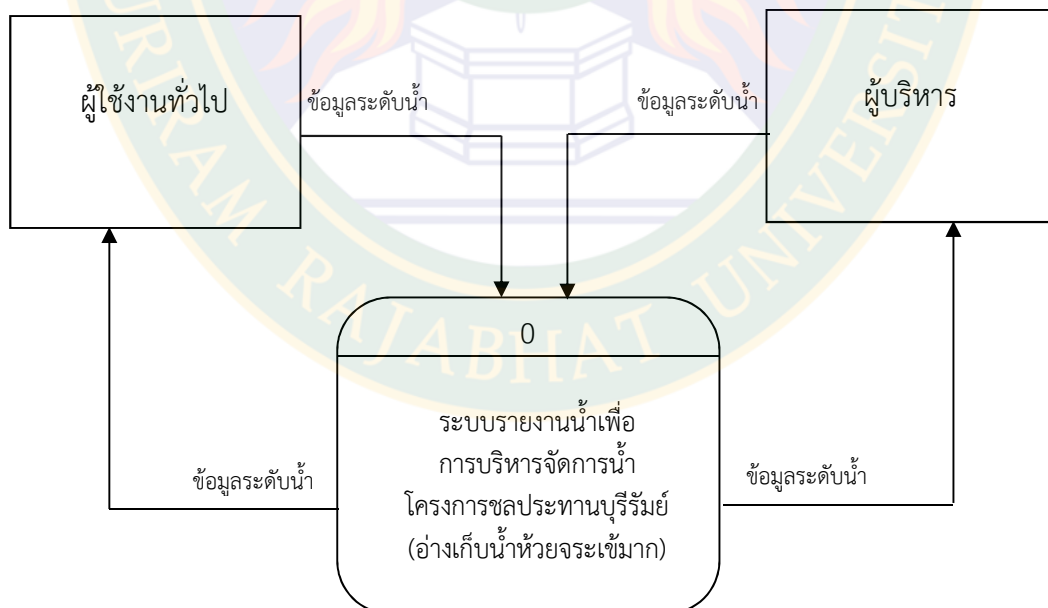 ผู้ใช้งานทั่วไป
ข้อมูลระดับน้ำ
ข้อมูลระดับน้ำ
ผู้บริหาร
0
ระบบรายงานน้ำเพื่อ
การบริหารจัดการน้ำ
โครงการชลประทานบุรีรัมย์
(อ่างเก็บน้ำห้วยจระเข้มาก)
ข้อมูลระดับน้ำ
ข้อมูลระดับน้ำ
RAJABHAT